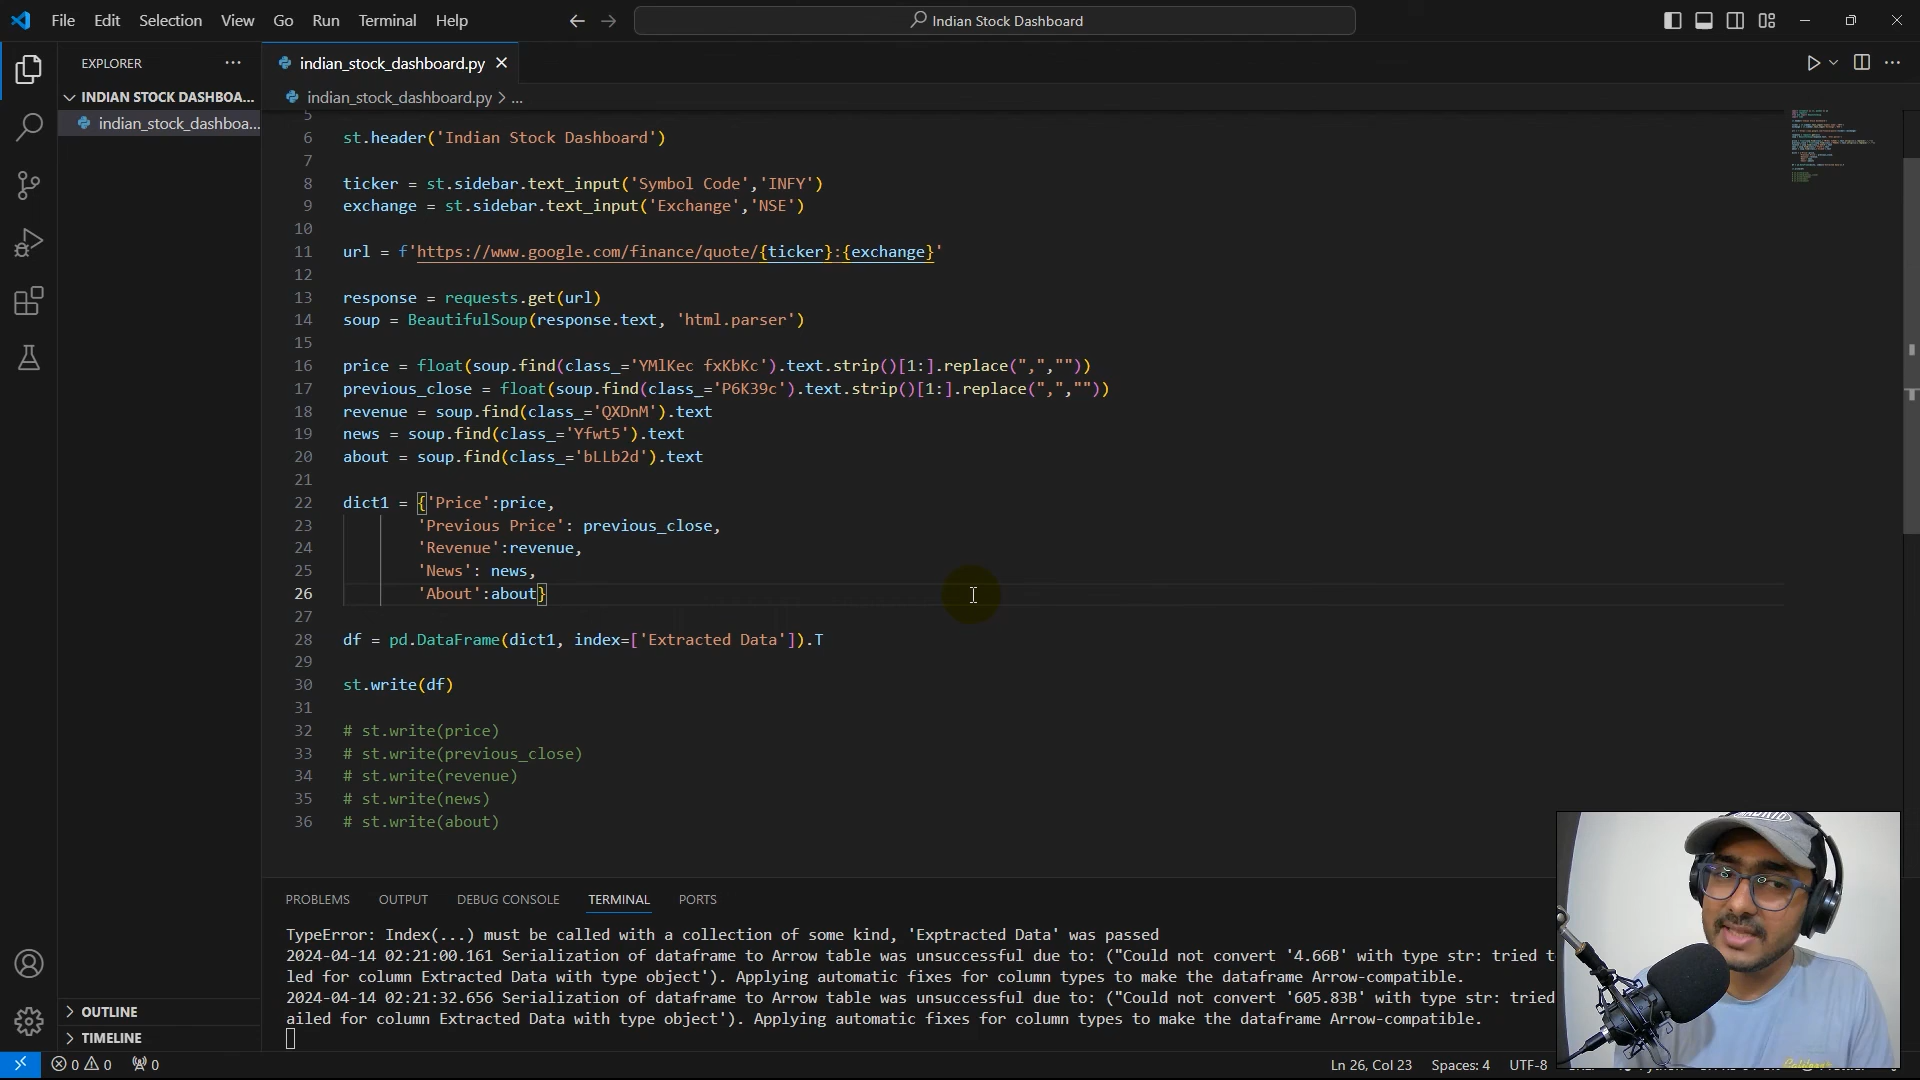 File Edit Selection View Go Run Terminal Help
Indian Stock Dashboard
EXPLORER
INDIAN STOCK DASHBOA...
indian_stock_dashboa...
indian_stock_dashboard.py
indian_stock_dashboard.py > ...
5
6 st.header('Indian Stock Dashboard')
7
8 ticker = st.sidebar.text_input('Symbol Code','INFY')
9 exchange = st.sidebar.text_input('Exchange','NSE')
10
11 url = f'https://www.google.com/finance/quote/{ticker}:{exchange}'
12
13 response = requests.get(url)
14 soup = BeautifulSoup(response.text, 'html.parser')
15
16 price = float(soup.find(class_='YMlKec fxKbKc').text.strip()[1:].replace(",",""))
17 previous_close = float(soup.find(class_='P6K39c').text.strip()[1:].replace(",",""))
18 revenue = soup.find(class_='QXDnM').text
19 news = soup.find(class_='Yfwt5').text
20 about = soup.find(class_='bLLb2d').text
21
22 dict1 = {'Price':price,
23 'Previous Price': previous_close,
24 'Revenue':revenue,
25 'News': news,
26 'About':about}
27
28 df = pd.DataFrame(dict1, index=['Extracted Data']).T
29
30 st.write(df)
31
32 # st.write(price)
33 # st.write(previous_close)
34 # st.write(revenue)
35 # st.write(news)
36 # st.write(about)
PROBLEMS OUTPUT DEBUG CONSOLE TERMINAL PORTS
TypeError: Index(...) must be called with a collection of some kind, 'Exptracted Data' was passed
2024-04-14 02:21:00.161 Serialization of dataframe to Arrow table was unsuccessful due to: ("Could not convert '4.66B' with type str: tried t
led for column Extracted Data with type object'). Applying automatic fixes for column types to make the dataframe Arrow-compatible.
2024-04-14 02:21:32.656 Serialization of dataframe to Arrow table was unsuccessful due to: ("Could not convert '605.83B' with type str: tried
ailed for column Extracted Data with type object'). Applying automatic fixes for column types to make the dataframe Arrow-compatible.
OUTLINE
TIMELINE
0 0 0
Ln 26, Col 23 Spaces: 4 UTF-8